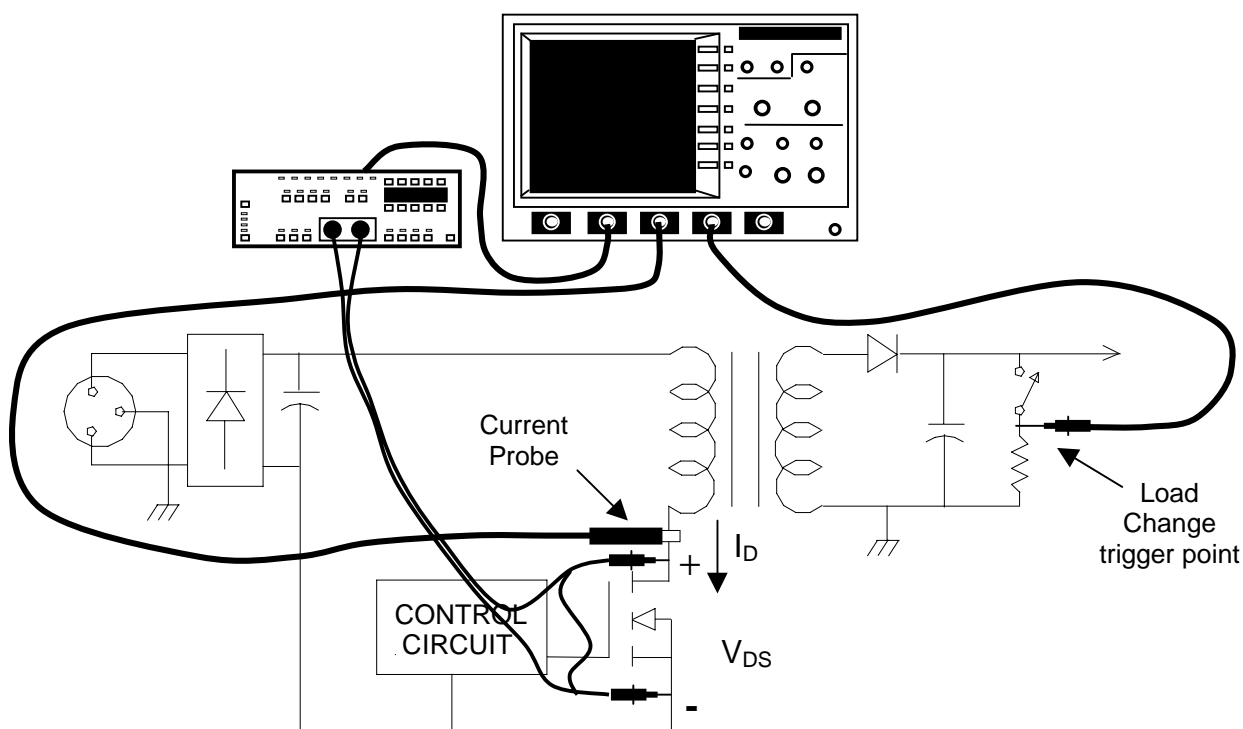 Current
Probe
I_D
+
CONTROL
CIRCUIT
V_DS
-
Load
Change
trigger point